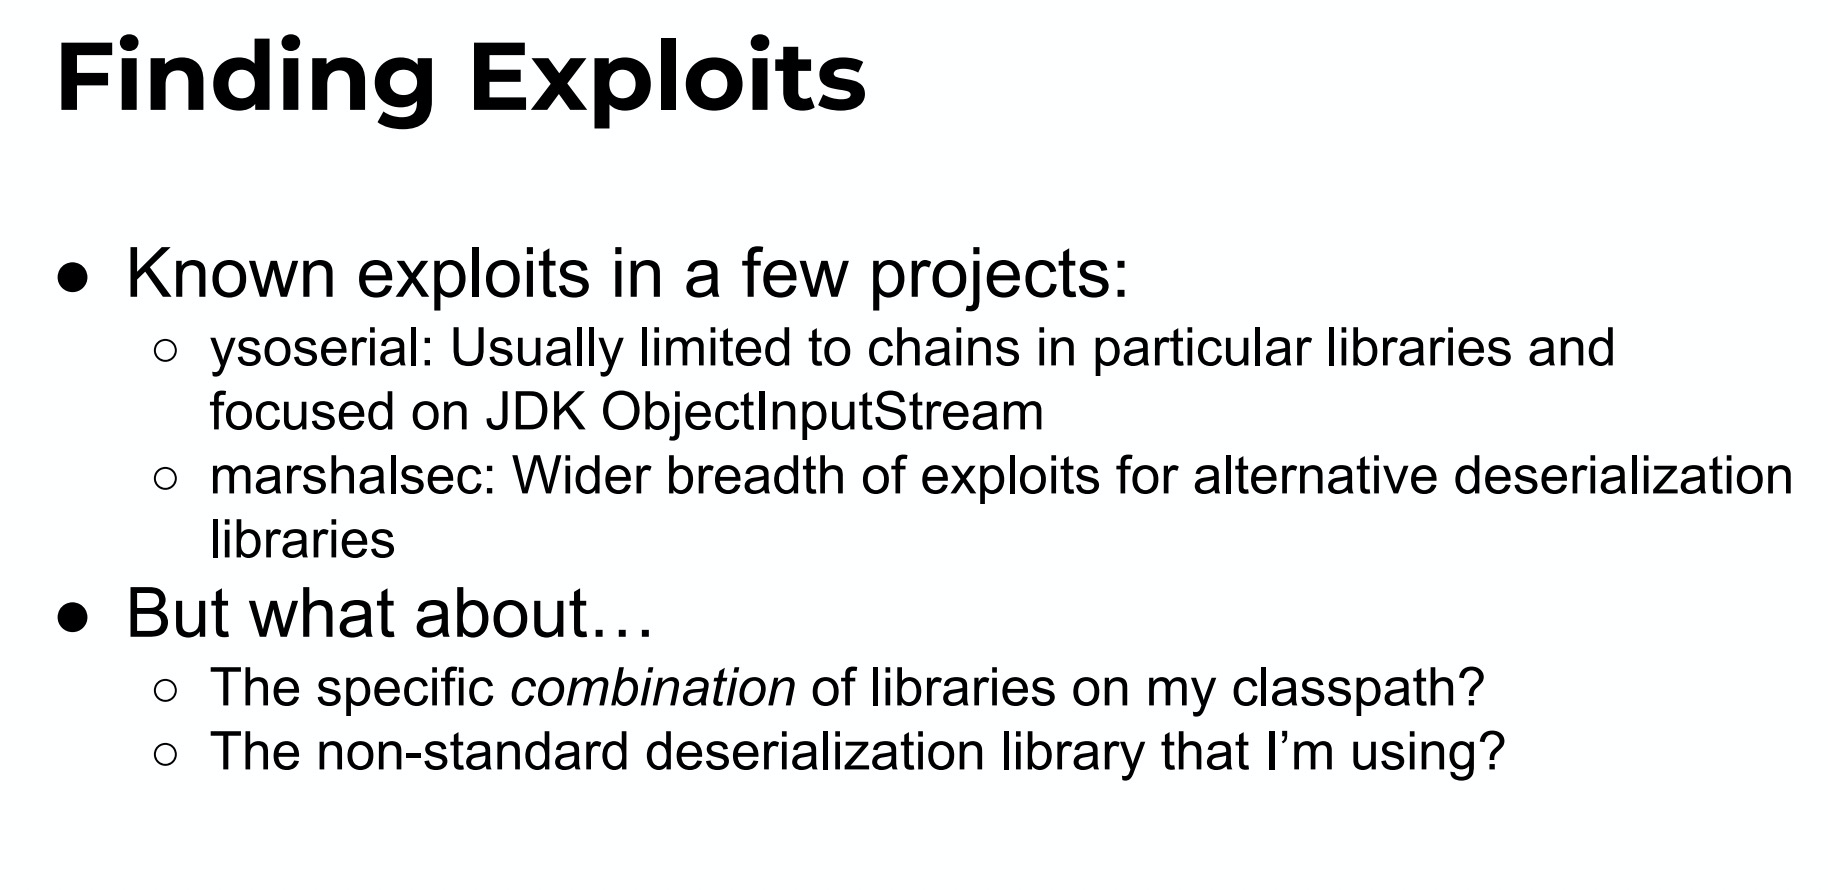 Finding Exploits
● Known exploits in a few projects:
○ ysoserial: Usually limited to chains in particular libraries and
focused on JDK ObjectInputStream
○ marshalsec: Wider breadth of exploits for alternative deserialization
libraries
● But what about…
○ The specific combination of libraries on my classpath?
○ The non-standard deserialization library that I’m using?